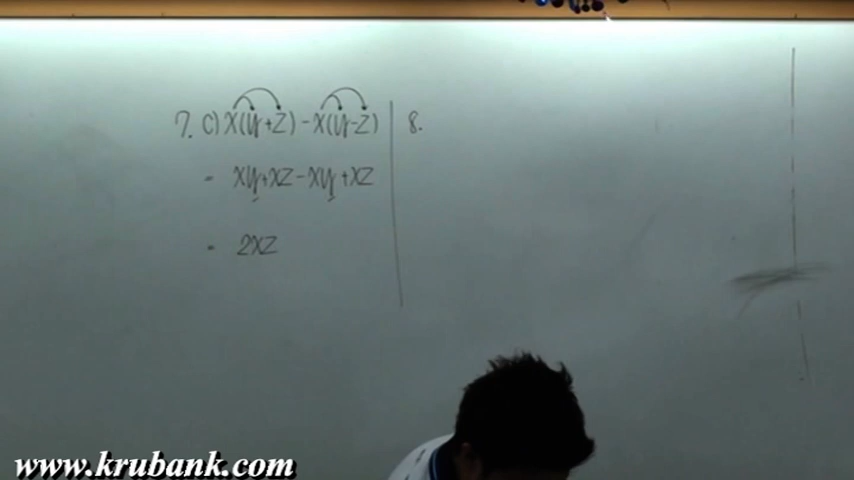 7. C) X(y+Z) - X(y-Z)
= Xy+XZ-Xy+XZ
= 2XZ
8.
www.krubank.com